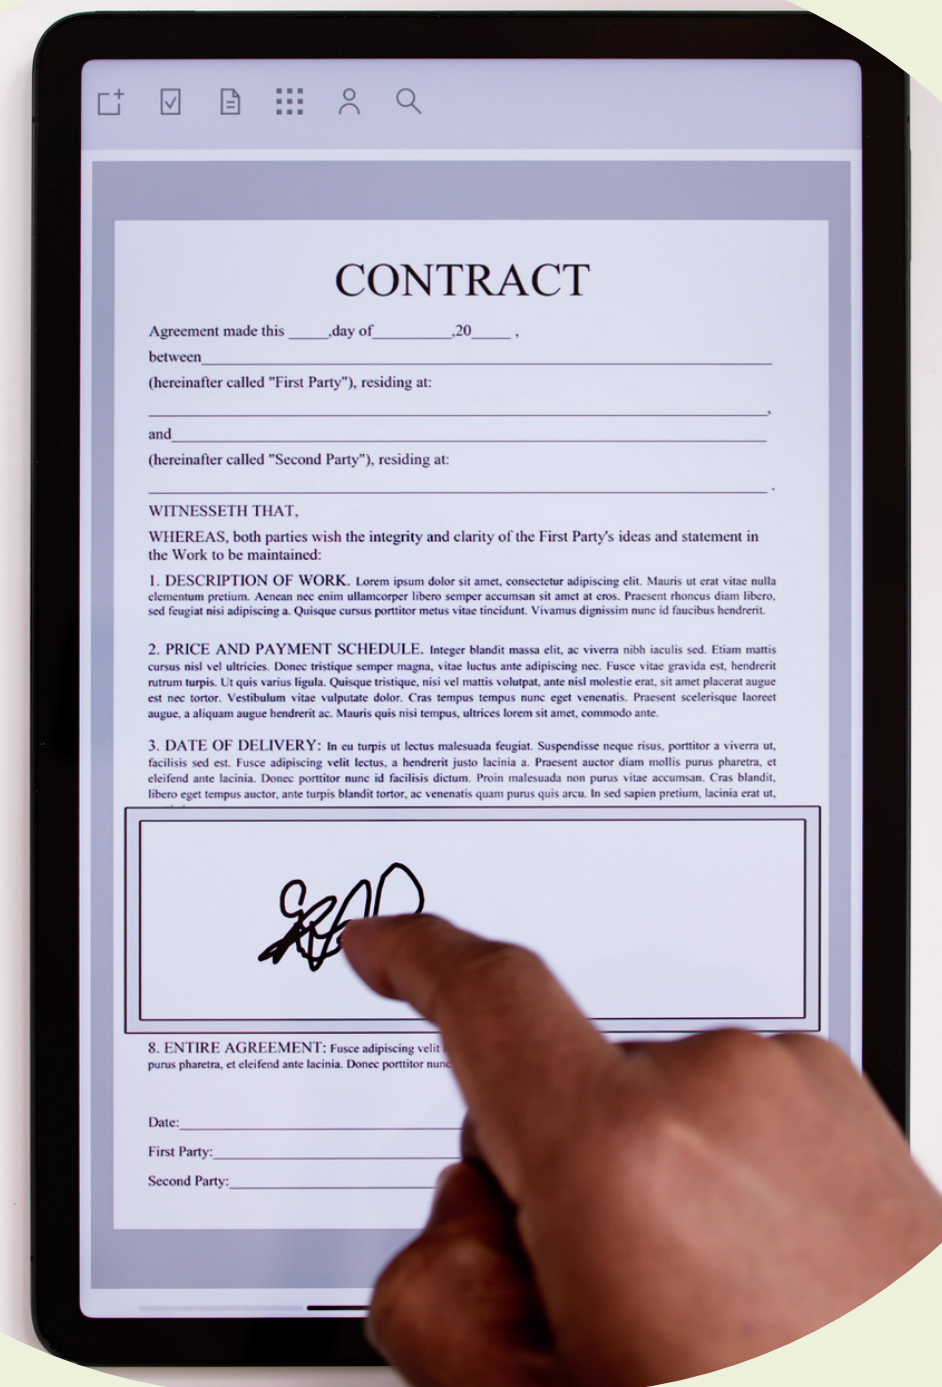 CONTRACT
Agreement made this _____,day of__________,20_____ ,
between
(hereinafter called "First Party"), residing at:
,
and
(hereinafter called "Second Party"), residing at:
.
WITNESSETH THAT,
WHEREAS, both parties wish the integrity and clarity of the First Party's ideas and statement in
the Work to be maintained:
1. DESCRIPTION OF WORK. Lorem ipsum dolor sit amet, consectetur adipiscing elit. Mauris ut erat vitae nulla
elementum pretium. Aenean nec enim ullamcorper libero semper accumsan sit amet at eros. Praesent rhoncus diam libero,
sed feugiat nisi adipiscing a. Quisque cursus porttitor metus vitae tincidunt. Vivamus dignissim nunc id faucibus hendrerit.
2. PRICE AND PAYMENT SCHEDULE. Integer blandit massa elit, ac viverra nibh iaculis sed. Etiam mattis
cursus nisl vel ultricies. Donec tristique semper magna, vitae luctus ante adipiscing nec. Fusce vitae gravida est, hendrerit
rutrum turpis. Ut quis varius ligula. Quisque tristique, nisi vel mattis volutpat, ante nisl molestie erat, sit amet placerat augue
est nec tortor. Vestibulum vitae vulputate dolor. Cras tempus tempus nunc eget venenatis. Praesent scelerisque laoreet
augue, a aliquam augue hendrerit ac. Mauris quis nisi tempus, ultrices lorem sit amet, commodo ante.
3. DATE OF DELIVERY: In eu turpis ut lectus malesuada feugiat. Suspendisse neque risus, porttitor a viverra ut,
facilisis sed est. Fusce adipiscing velit lectus, a hendrerit justo lacinia a. Praesent auctor diam mollis purus pharetra, et
eleifend ante lacinia. Donec porttitor nunc id facilisis dictum. Proin malesuada non purus vitae accumsan. Cras blandit,
libero eget tempus auctor, ante turpis blandit tortor, ac venenatis quam purus quis arcu. In sed sapien pretium, lacinia erat ut,
8. ENTIRE AGREEMENT: Fusce adipiscing velit
purus pharetra, et eleifend ante lacinia. Donec porttitor nunc
Date:
First Party:
Second Party: